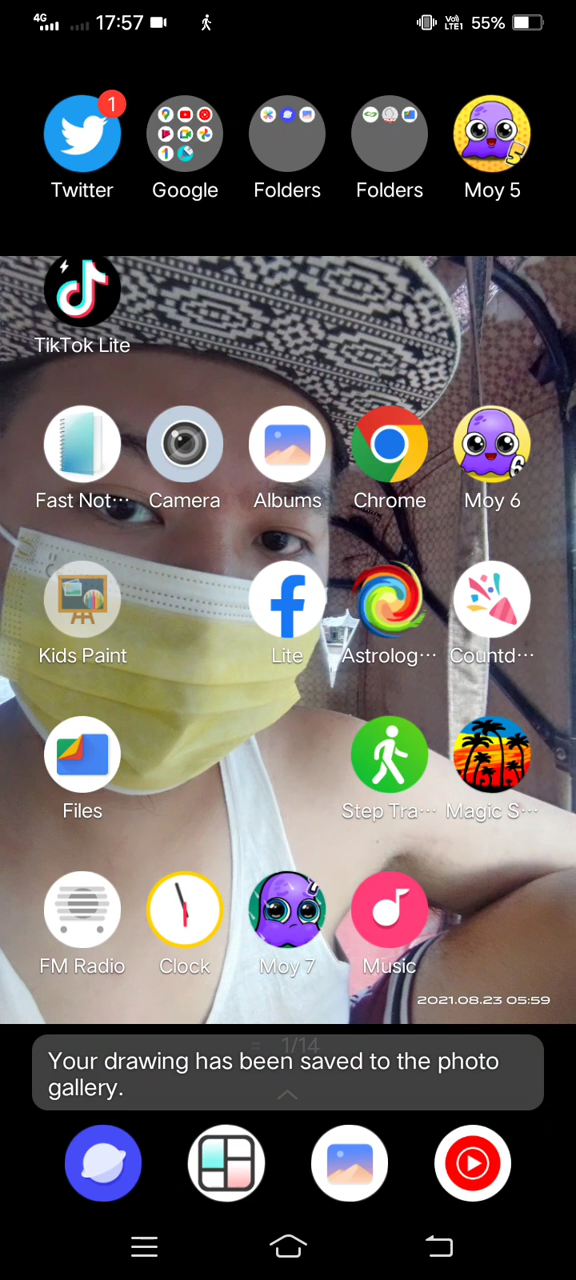 4G 17:57 VoD LTE1 55%
1
Twitter Google Folders Folders Moy 5
TikTok Lite
Fast Not··· Camera Albums Chrome Moy 6
Kids Paint Lite Astrolog··· Countd···
Files Step Tra··· Magic S···
FM Radio Clock Moy 7 Music
2021.08.23 05:59
1/14
Your drawing has been saved to the photo
gallery.